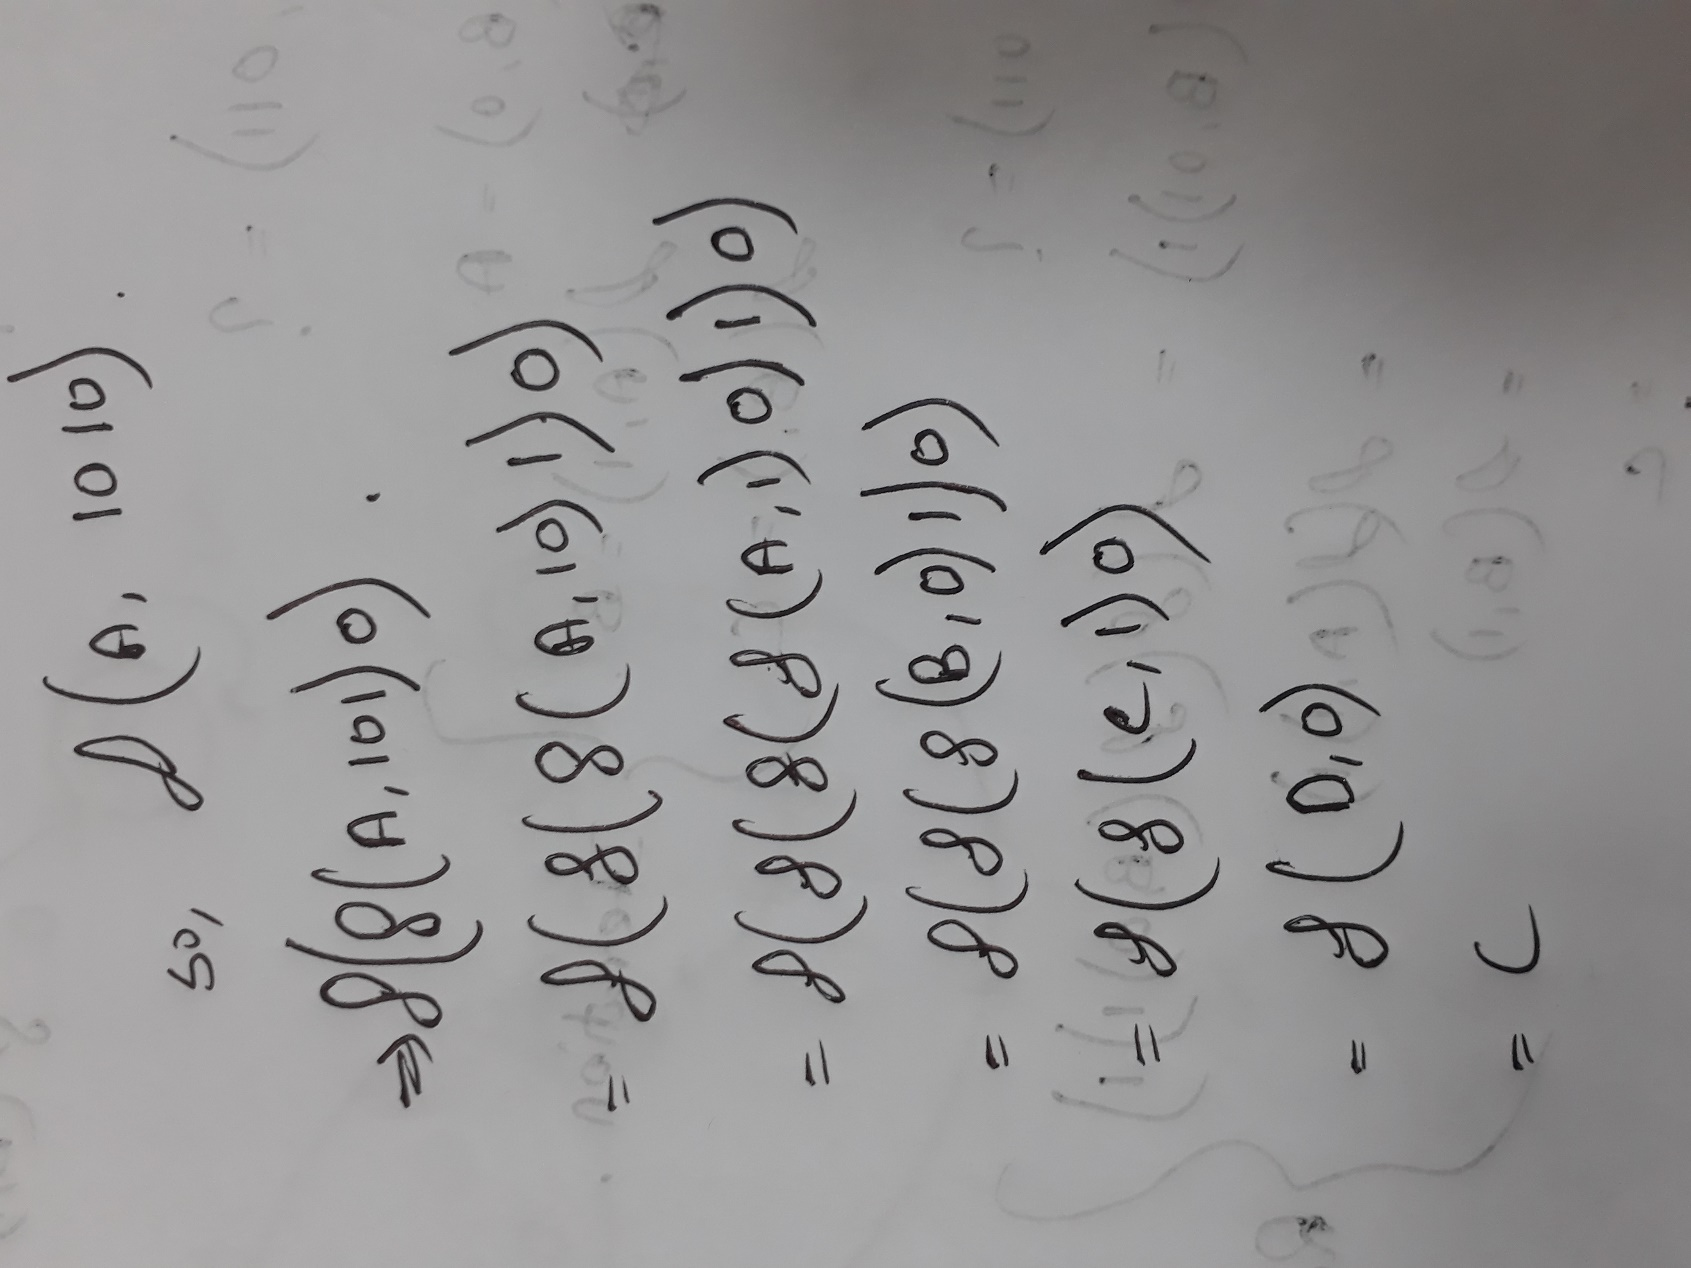 so, δ(A, 1010)
⇒ δ(δ(A, 101) 0)
= δ(δ(δ(A, 10) 1) 0)
= δ(δ(δ(δ(A, 1) 0) 1) 0)
= δ(δ(δ(B, 0) 1) 0)
= δ(δ(C, 1) 0)
= δ(D, 0)
= C